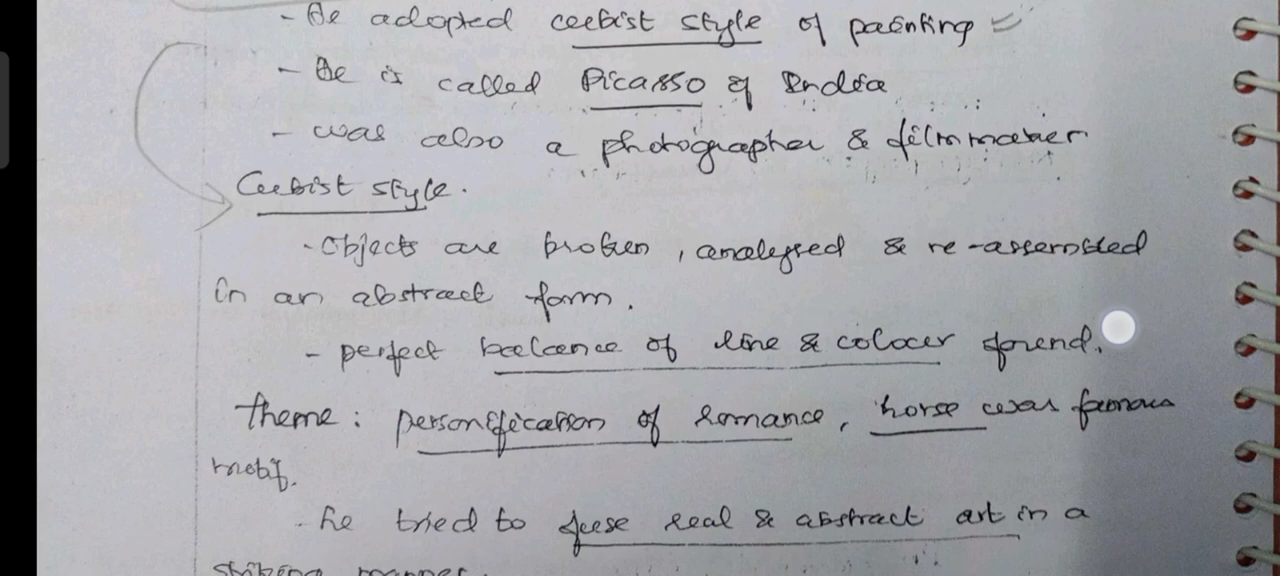 - He adopted cubist style of painting
- He is called Picasso of India
- was also a photographer & filmmaker
Cubist style.
- Objects are broken, analysed & re-assembled
in an abstract form.
- perfect balance of line & colour found.
theme: personification of romance, horse was famous
motif.
- he tried to fuse real & abstract art in a
striking manner.